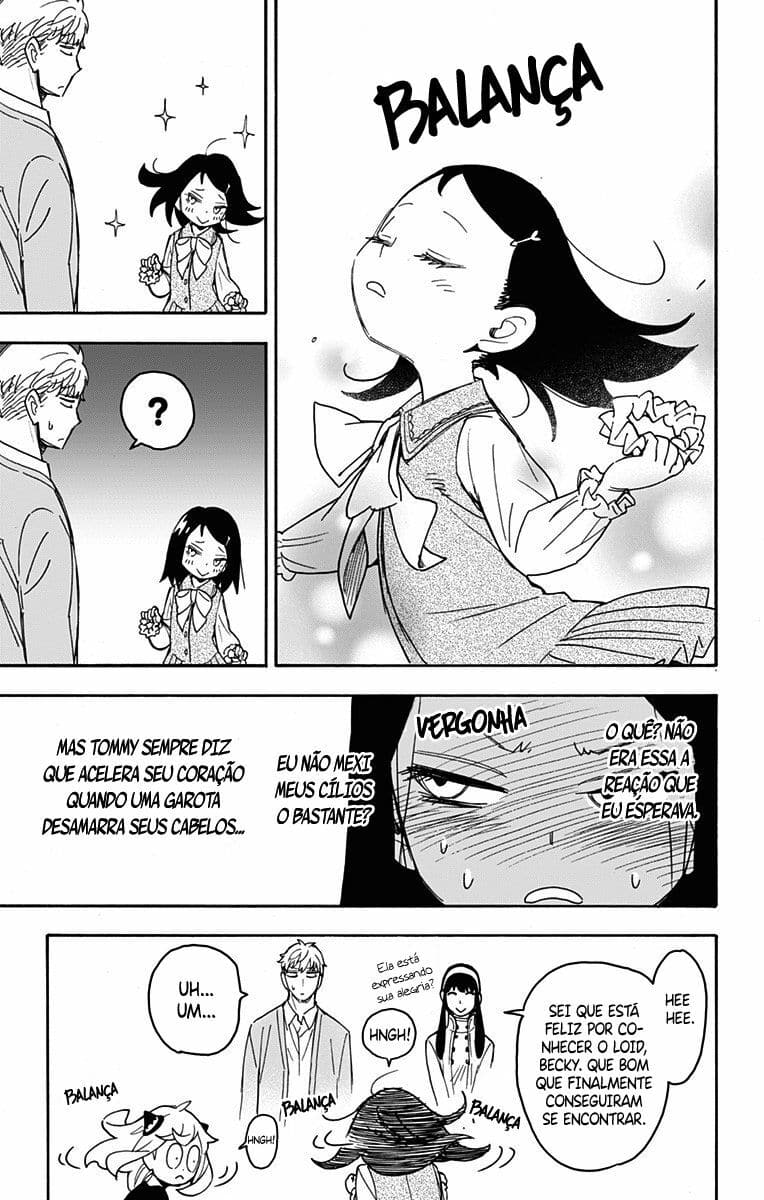 BALANÇA
?
O QUÊ? NÃO
ERA ESSA A
REAÇÃO QUE
EU ESPERAVA.
VERGONHA
EU NÃO MEXI
MEUS CÍLIOS
O BASTANTE?
MAS TOMMY SEMPRE DIZ
QUE ACELERA SEU CORAÇÃO
QUANDO UMA GAROTA
DESAMARRA SEUS CABELOS...
HEE
HEE.
SEI QUE ESTÁ
FELIZ POR CO-
NHECER O LOID,
BECKY. QUE BOM
QUE FINALMENTE
CONSEGUIRAM
SE ENCONTRAR.
Ela está
expressando
sua alegria?
HNGH!
UH...
UM...
BALANÇA
BALANÇA
HNGH!
BALANÇA